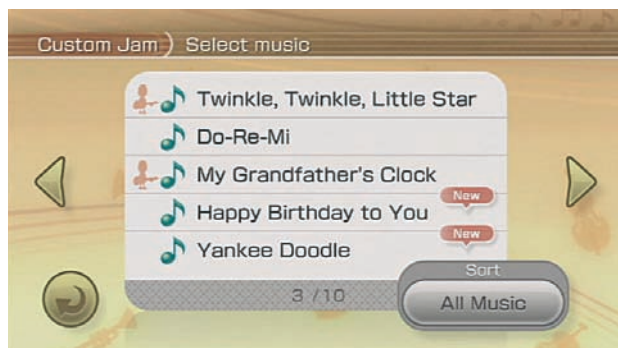 Custom Jam) Select music
Twinkle, Twinkle, Little Star
Do-Re-Mi
My Grandfather's Clock
New
Happy Birthday to You
New
Yankee Doodle
Sort
3 /10
All Music